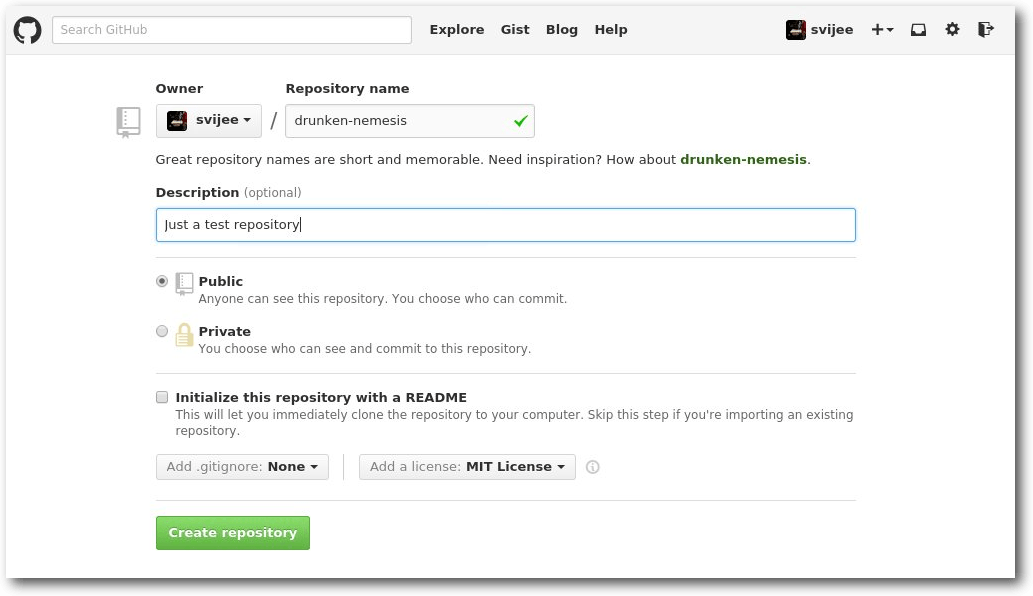 Search GitHub Explore Gist Blog Help svijee
Owner Repository name
svijee / drunken-nemesis
Great repository names are short and memorable. Need inspiration? How about drunken-nemesis.
Description (optional)
Just a test repository
Public
Anyone can see this repository. You choose who can commit.
Private
You choose who can see and commit to this repository.
Initialize this repository with a README
This will let you immediately clone the repository to your computer. Skip this step if you're importing an existing
repository.
Add .gitignore: None Add a license: MIT License
Create repository